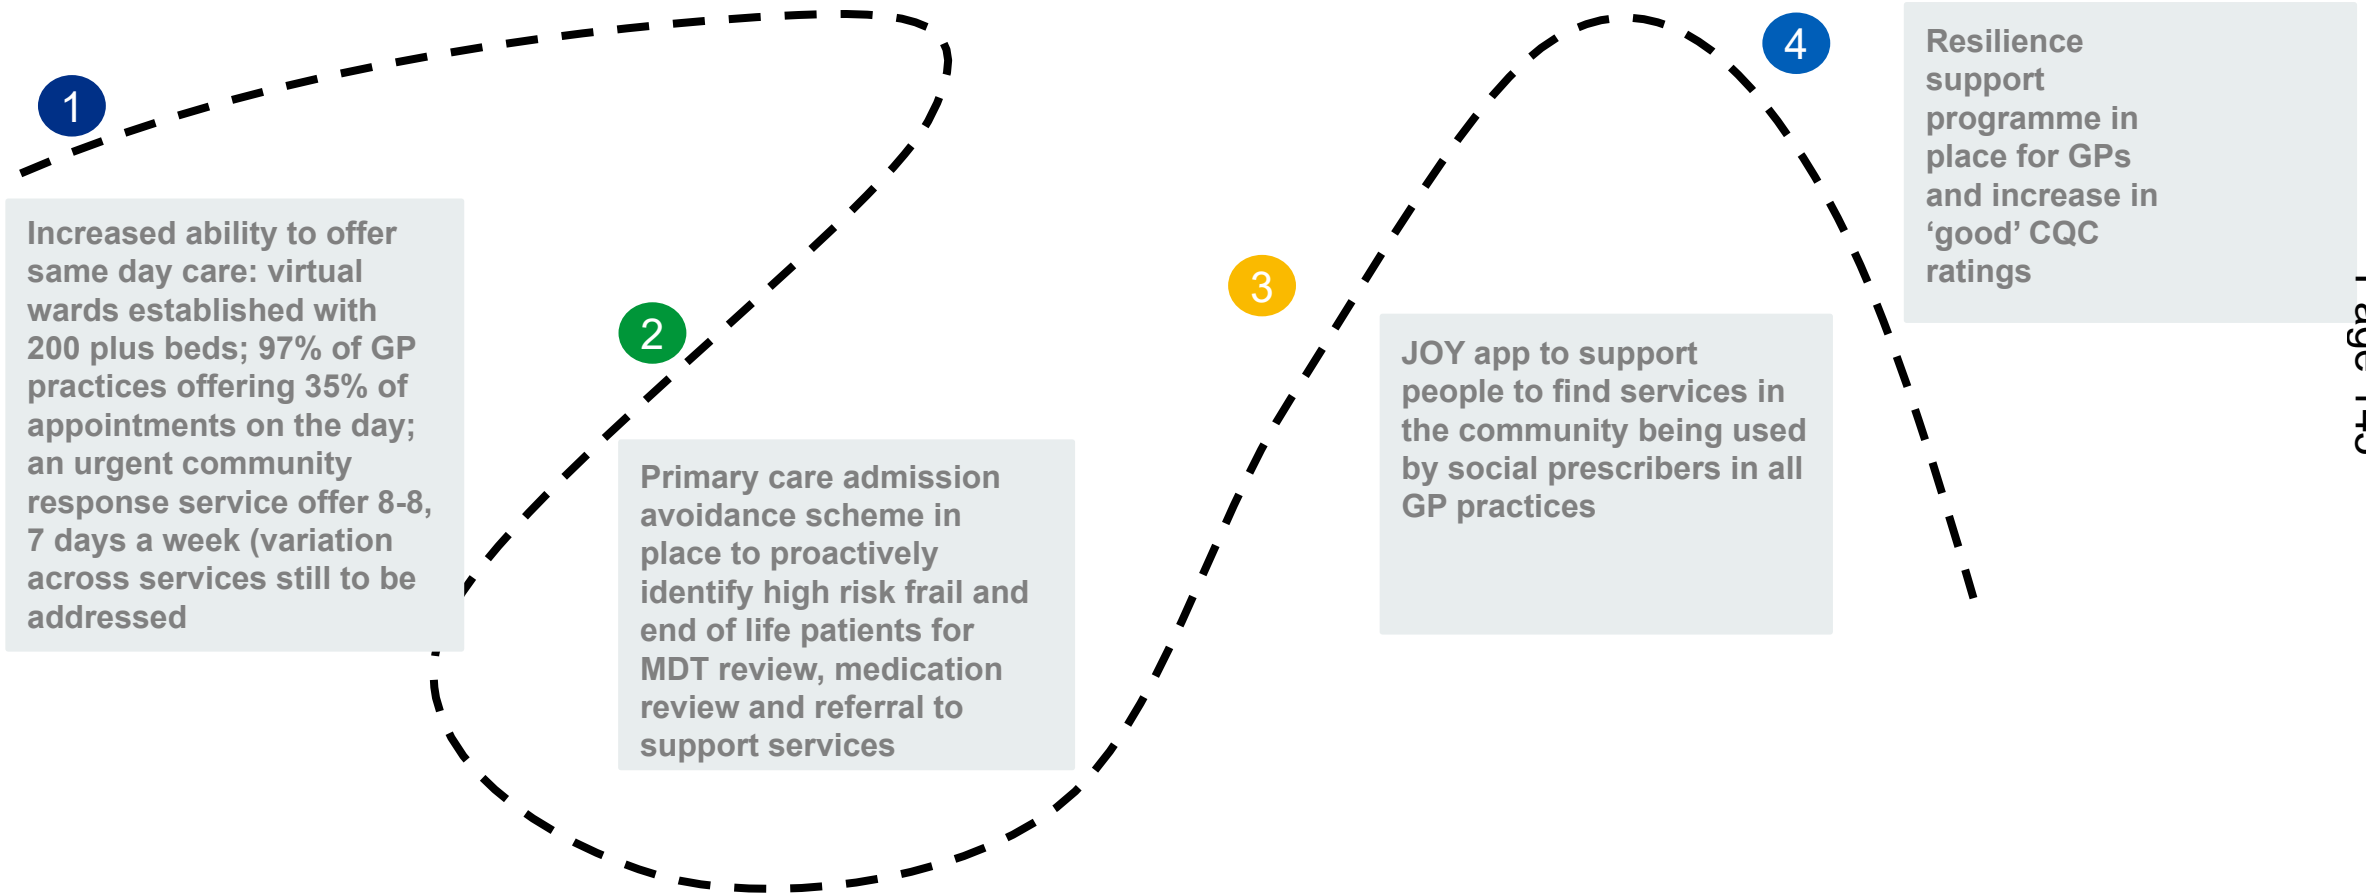 1
Increased ability to offer
same day care: virtual
wards established with
200 plus beds; 97% of GP
practices offering 35% of
appointments on the day;
an urgent community
response service offer 8-8,
7 days a week (variation
across services still to be
addressed
2
Primary care admission
avoidance scheme in
place to proactively
identify high risk frail and
end of life patients for
MDT review, medication
review and referral to
support services
3
JOY app to support
people to find services in
the community being used
by social prescribers in all
GP practices
4
Resilience
support
programme in
place for GPs
and increase in
‘good’ CQC
ratings
Page